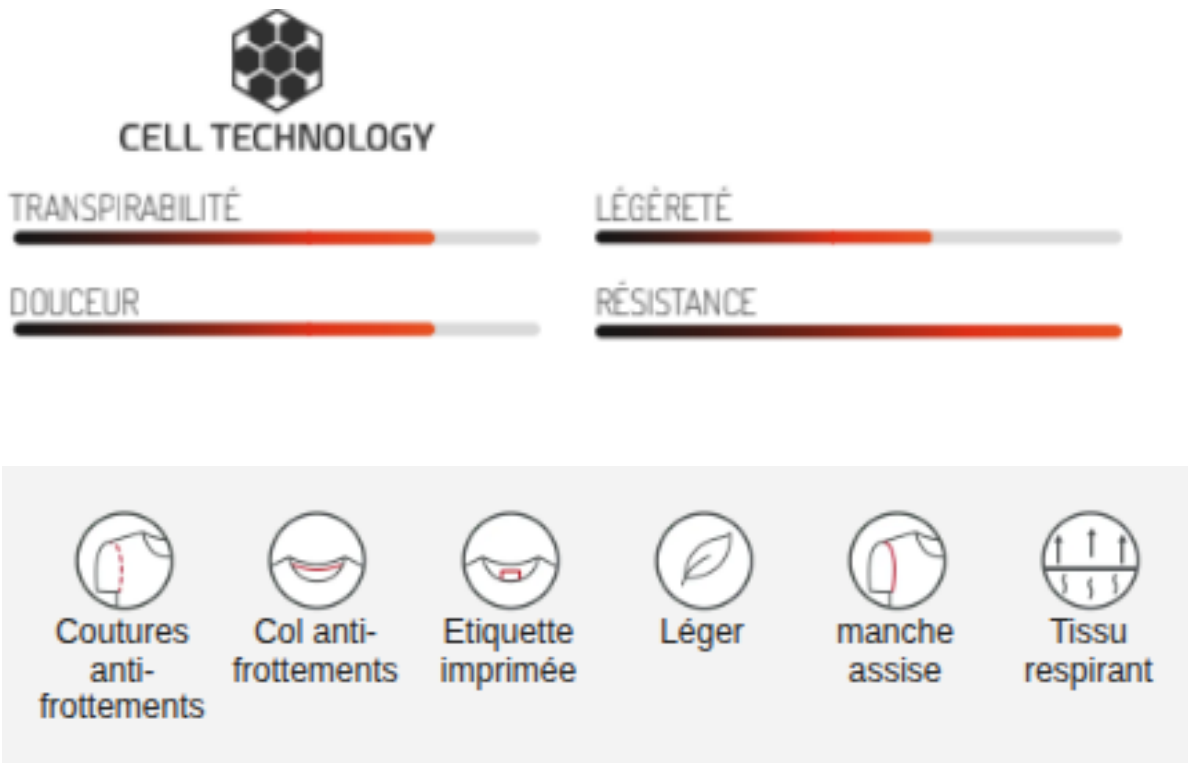 CELL TECHNOLOGY
TRANSPIRABILITÉ
LÉGÈRETÉ
DOUCEUR
RÉSISTANCE
Coutures
anti-
frottements
Col anti-
frottements
Etiquette
imprimée
Léger
manche
assise
Tissu
respirant